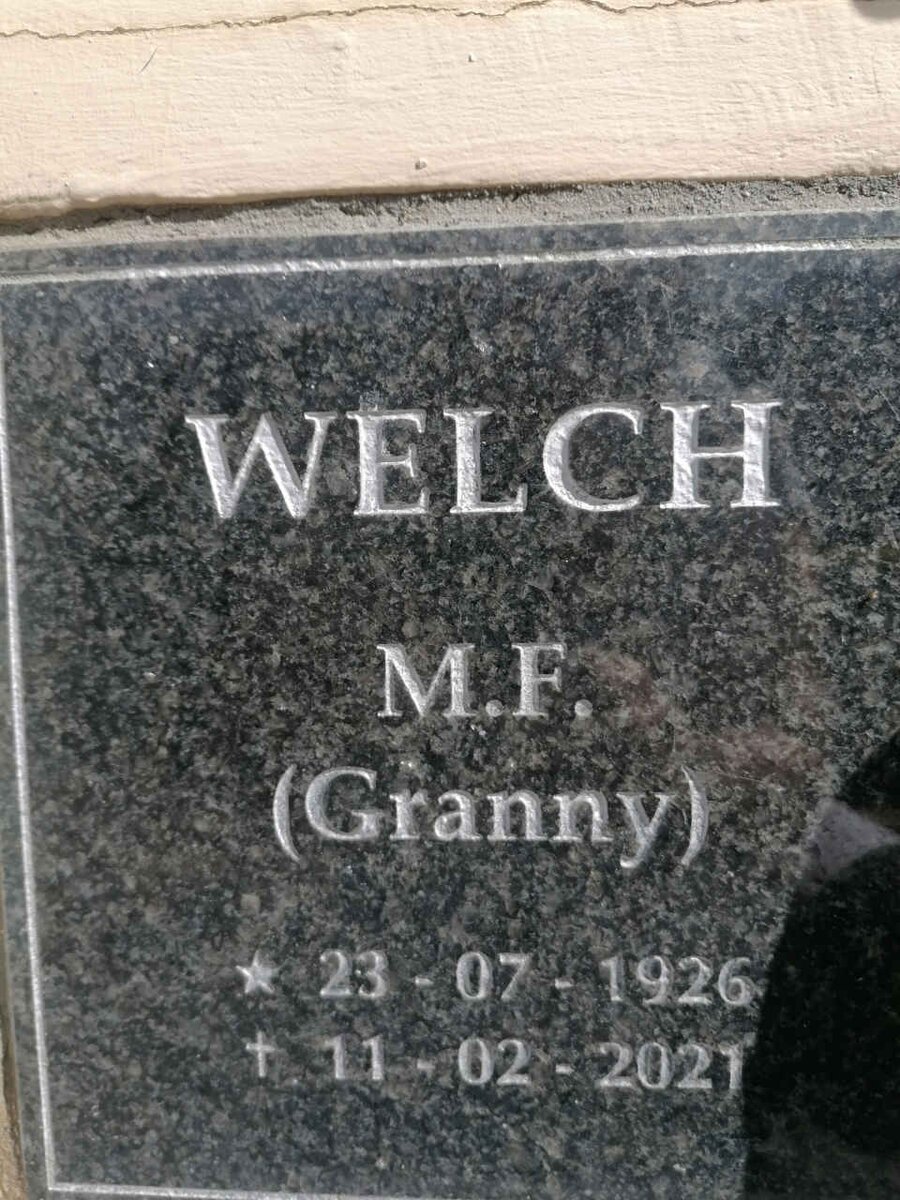 WELCH
M.F.
(Granny)
★ 23 - 07 - 1926
† 11 - 02 - 2021